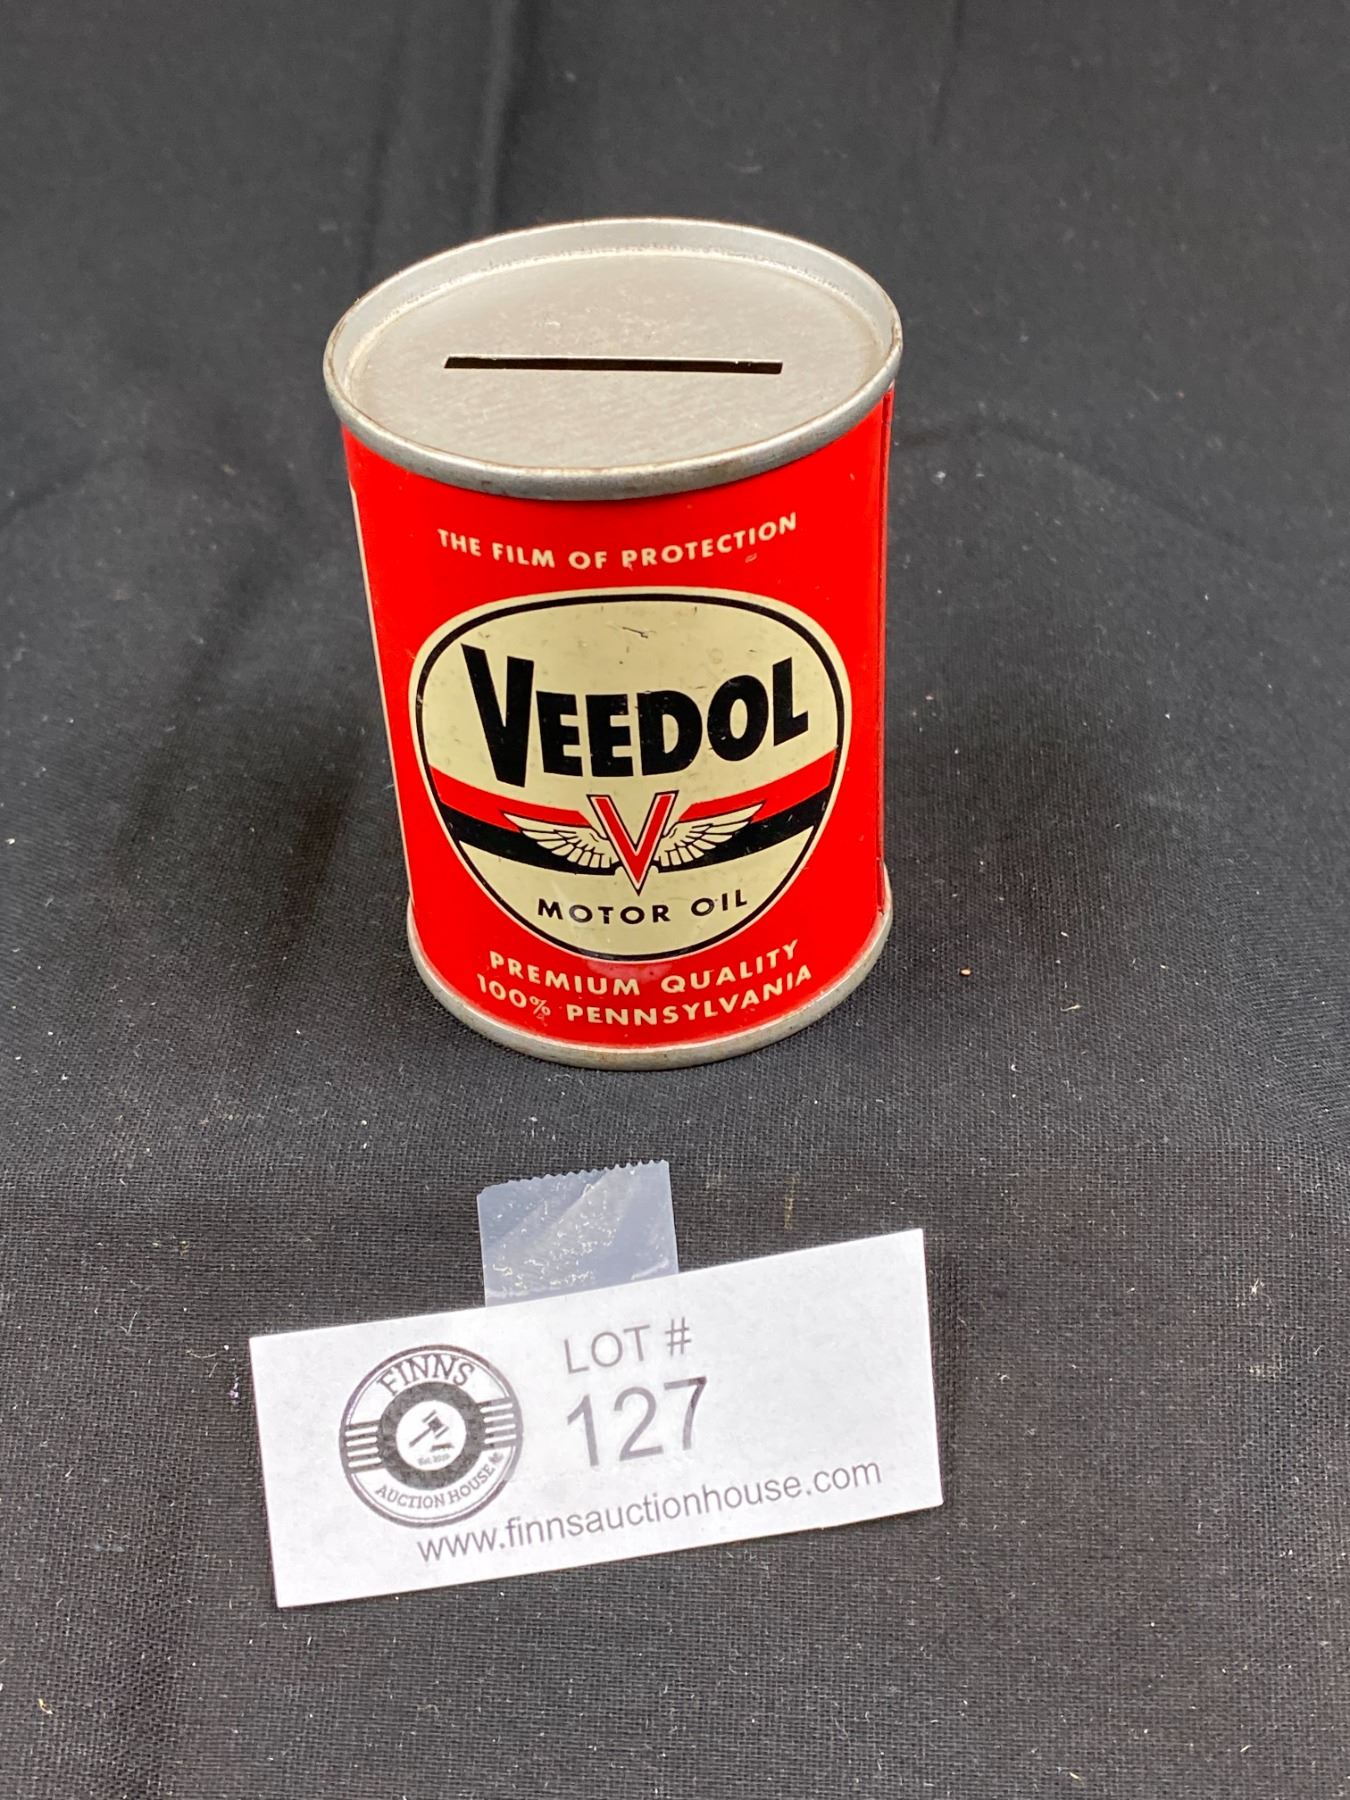 THE FILM OF PROTECTION
VEEDOL
V
MOTOR OIL
PREMIUM QUALITY
100% PENNSYLVANIA
FINNS
AUCTION HOUSE
LOT #
127
www.finnsauctionhouse.com